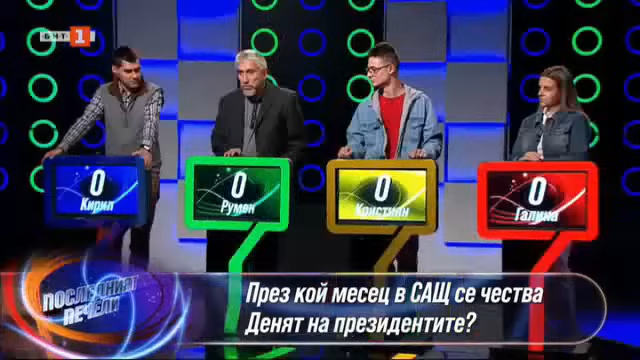 БНТ 1
0
Кирил
0
Румен
0
Кристиян
0
Галина
ПОСЛЕДНИЯТ
ПЕЧЕЛИ
През кой месец в САЩ се чества
Денят на президентите?